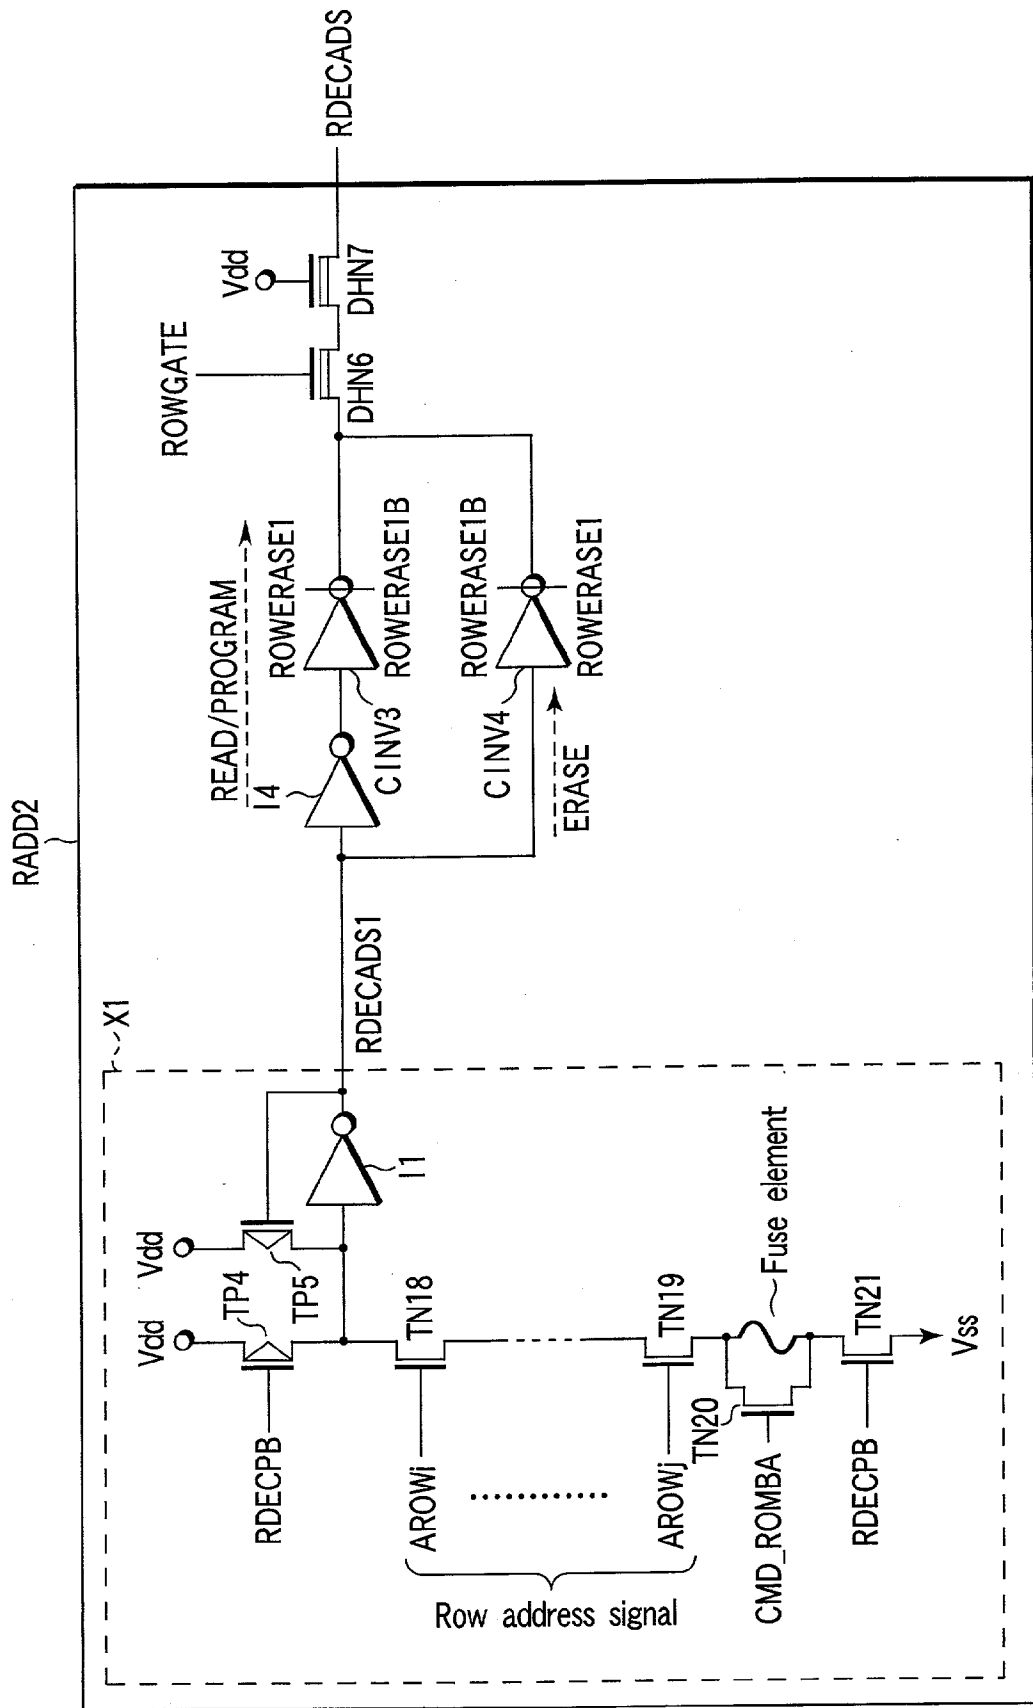 RADD2
X1
Vdd
Vdd
TP4
TP5
RDECPB
I1
RDECADS1
AROWi
TN18
AROWj
TN19
Row address signal
TN20
CMD_ROMBA
Fuse element
RDECPB
TN21
Vss
READ/PROGRAM
I4
ROWERASE1
CINV3
ROWERASE1B
ROWERASE1B
CINV4
ROWERASE1
ERASE
ROWGATE
DHN6
Vdd
DHN7
RDECADS